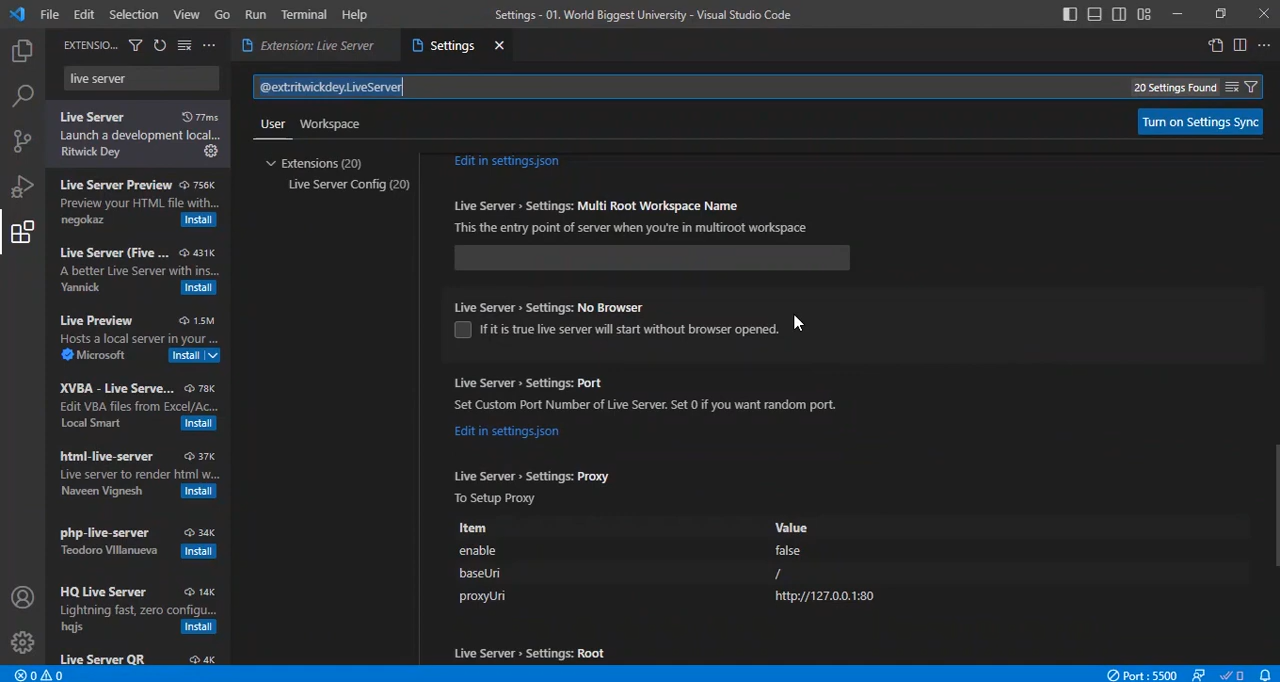 File Edit Selection View Go Run Terminal Help
Settings - 01. World Biggest University - Visual Studio Code
EXTENSIO...
Extension: Live Server
Settings
live server
@ext:ritwickdey.LiveServer
20 Settings Found
User Workspace
Turn on Settings Sync
Live Server 77ms
Launch a development local...
Ritwick Dey
Live Server Preview 756K
Preview your HTML file with...
negokaz Install
Live Server (Five ... 431K
A better Live Server with ins...
Yannick Install
Live Preview 1.5M
Hosts a local server in your ...
Microsoft Install
XVBA - Live Serve... 78K
Edit VBA files from Excel/Ac...
Local Smart Install
html-live-server 37K
Live server to render html w...
Naveen Vignesh Install
php-live-server 34K
Teodoro VIllanueva Install
HQ Live Server 14K
Lightning fast, zero configu...
hqjs Install
Live Server QR 4K
Extensions (20)
Live Server Config (20)
Edit in settings.json
Live Server › Settings: Multi Root Workspace Name
This the entry point of server when you're in multiroot workspace
Live Server › Settings: No Browser
If it is true live server will start without browser opened.
Live Server › Settings: Port
Set Custom Port Number of Live Server. Set 0 if you want random port.
Edit in settings.json
Live Server › Settings: Proxy
To Setup Proxy
Item Value
enable false
baseUri /
proxyUri http://127.0.0.1:80
Live Server › Settings: Root
0 0
Port : 5500